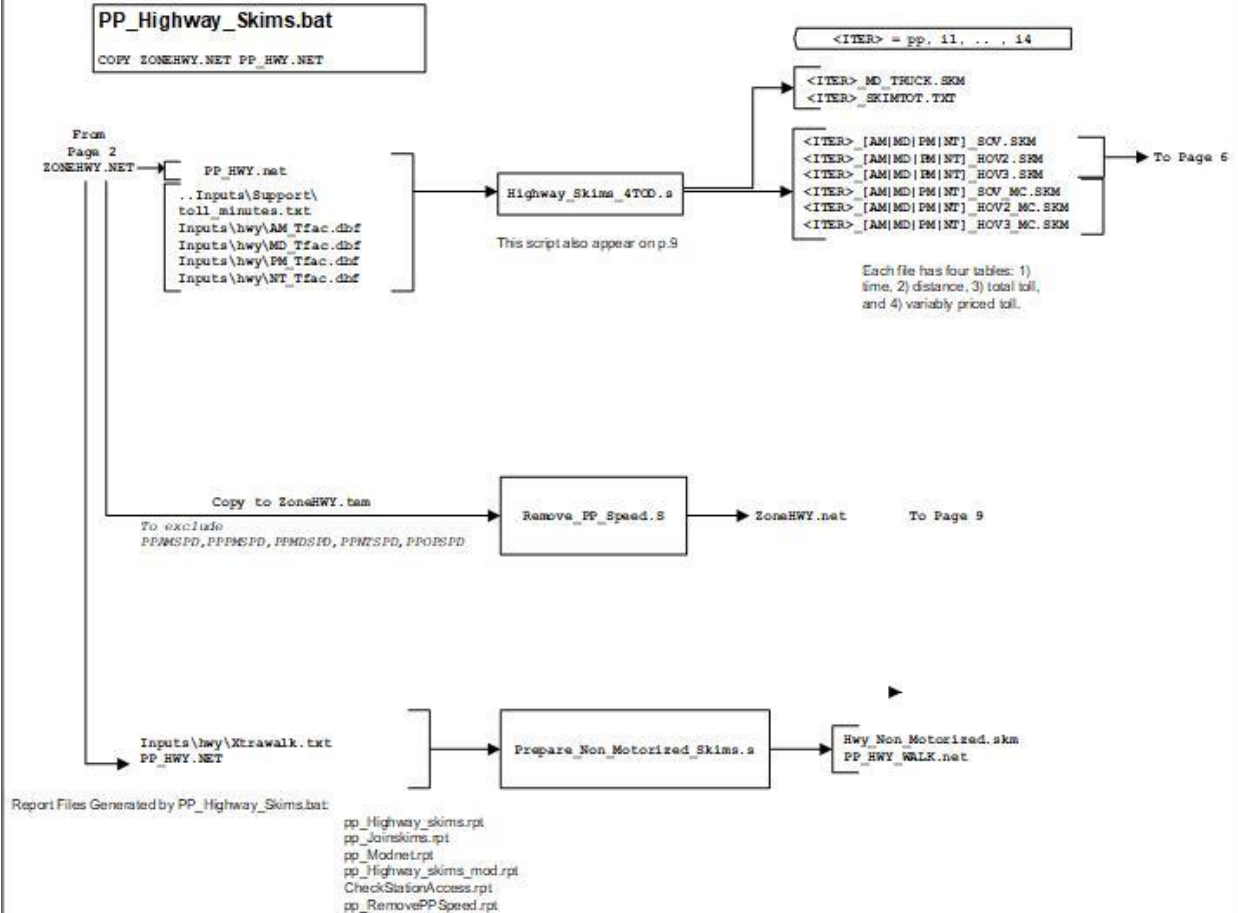 PP_Highway_Skims.bat
COPY ZONEHWY.NET PP_HWY.NET
<ITER> = pp, i1, .. , i4
<ITER>_MD_TRUCK.SKM
<ITER>_SKIMTOT.TXT
From
Page 2
ZONEHWY.NET
PP_HWY.net
..Inputs\Support\
toll_minutes.txt
Inputs\hwy\AM_Tfac.dbf
Inputs\hwy\MD_Tfac.dbf
Inputs\hwy\PM_Tfac.dbf
Inputs\hwy\NT_Tfac.dbf
Highway_Skims_4TOD.s
This script also appear on p.9
<ITER>_[AM|MD|PM|NT]_SOV.SKM
<ITER>_[AM|MD|PM|NT]_HOV2.SKM
<ITER>_[AM|MD|PM|NT]_HOV3.SKM
<ITER>_[AM|MD|PM|NT]_SOV_MC.SKM
<ITER>_[AM|MD|PM|NT]_HOV2_MC.SKM
<ITER>_[AM|MD|PM|NT]_HOV3_MC.SKM
To Page 6
Each file has four tables: 1)
time, 2) distance, 3) total toll,
and 4) variably priced toll.
Copy to ZoneHWY.tem
To exclude
PPAMSPD,PPPMSPD,PPMDSPD,PPNTSPD,PPOPSPD
Remove_PP_Speed.S
ZoneHWY.net
To Page 9
Inputs\hwy\Xtrawalk.txt
PP_HWY.NET
Prepare_Non_Motorized_Skims.s
Hwy_Non_Motorized.skm
PP_HWY_WALK.net
Report Files Generated by PP_Highway_Skims.bat:
pp_Highway_skims.rpt
pp_Joinskims.rpt
pp_Modnet.rpt
pp_Highway_skims_mod.rpt
CheckStationAccess.rpt
pp_RemovePPSpeed.rpt